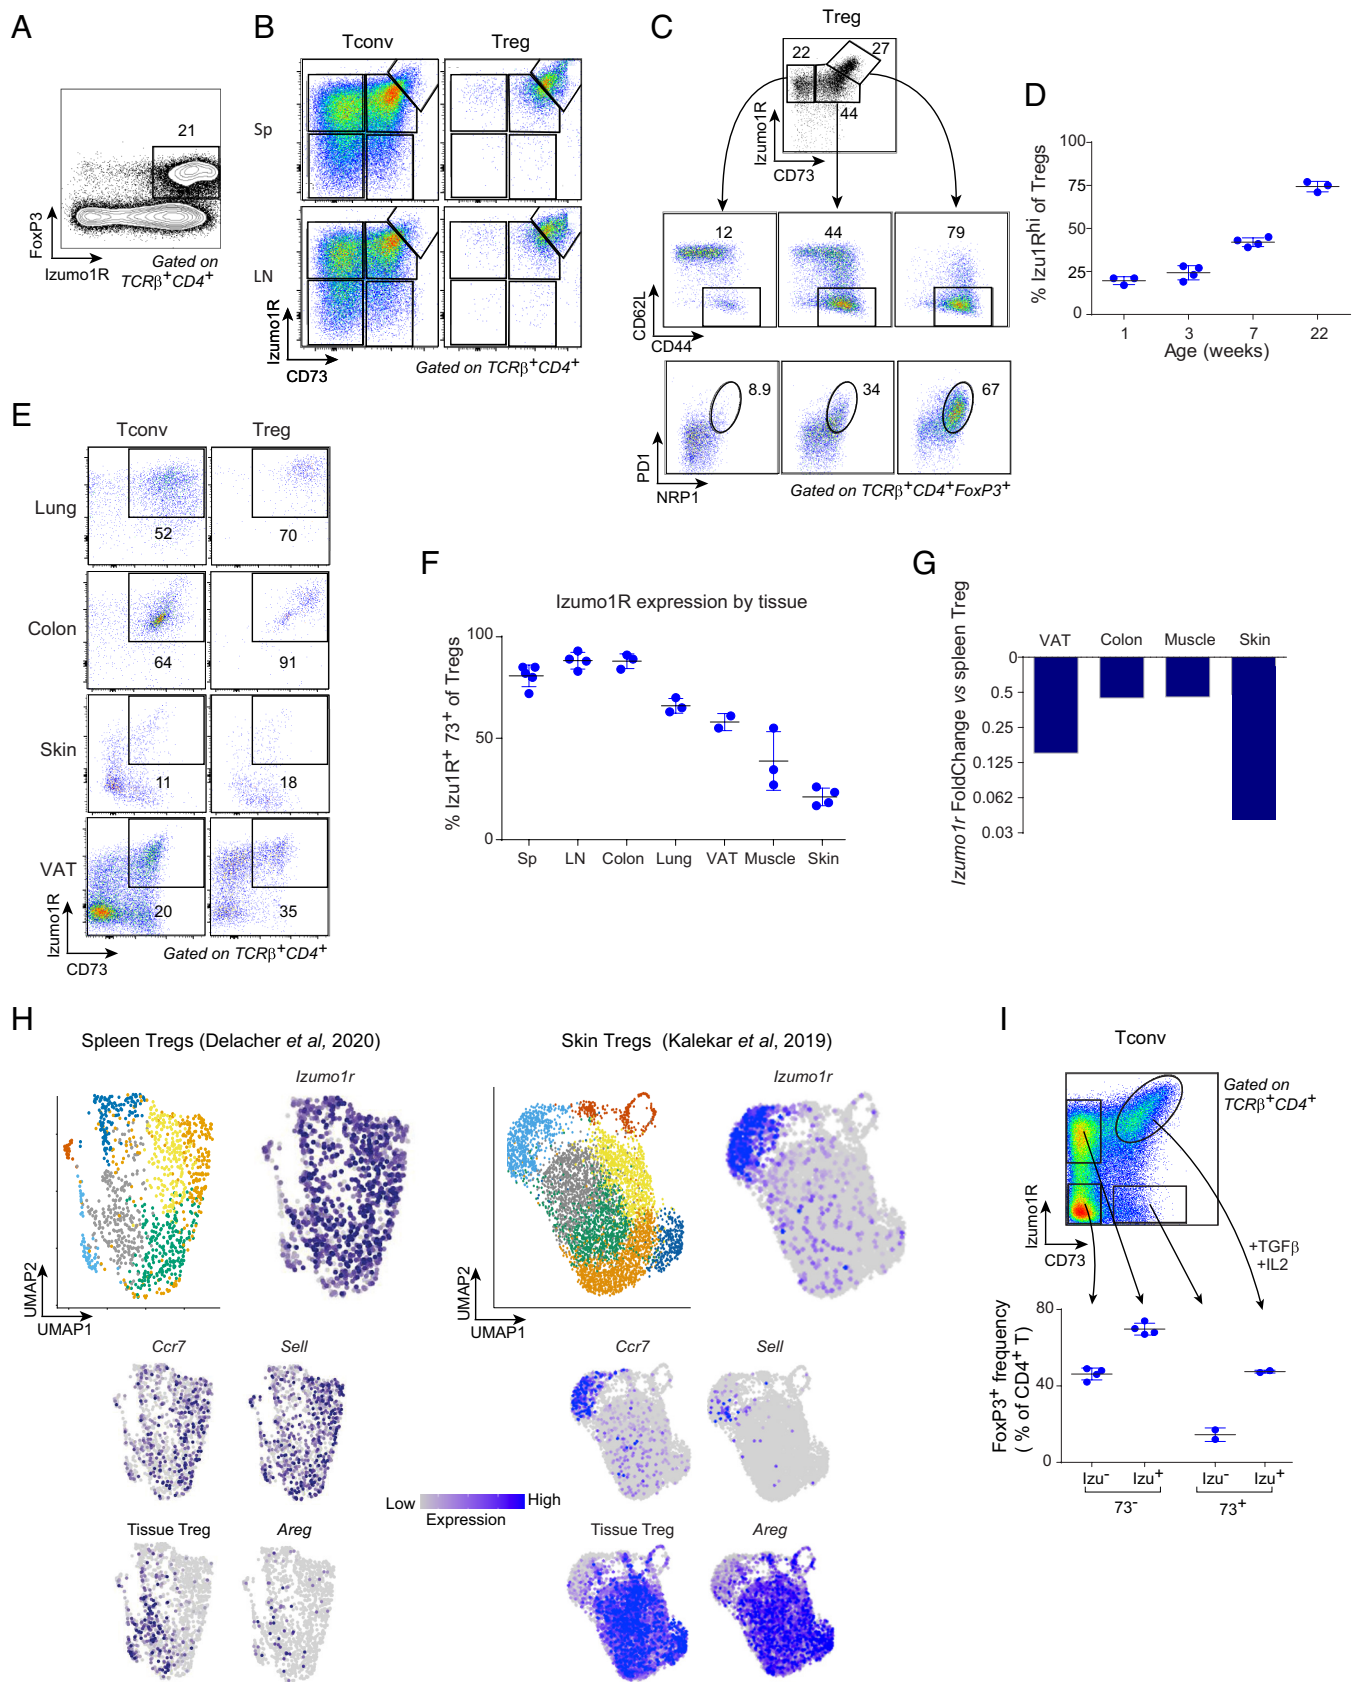 A
21
FoxP3
Izumo1R
Gated on
TCRβ⁺CD4⁺
B
Tconv
Treg
Sp
LN
Izumo1R
CD73
Gated on TCRβ⁺CD4⁺
C
Treg
22
27
44
Izumo1R
CD73
12
44
79
CD62L
CD44
8.9
34
67
PD1
NRP1
Gated on TCRβ⁺CD4⁺FoxP3⁺
D
% Izu1Rʰⁱ of Tregs
100
75
50
25
0
1
3
7
22
Age (weeks)
E
Tconv
Treg
Lung
52
70
Colon
64
91
Skin
11
18
VAT
20
35
Izumo1R
CD73
Gated on TCRβ⁺CD4⁺
F
Izumo1R expression by tissue
% Izu1R⁺ 73⁺ of Tregs
100
50
0
Sp
LN
Colon
Lung
VAT
Muscle
Skin
G
Izumo1r FoldChange vs spleen Treg
VAT
Colon
Muscle
Skin
0
0.5
0.25
0.125
0.062
0.03
H
Spleen Tregs (Delacher et al, 2020)
Izumo1r
UMAP2
UMAP1
Ccr7
Sell
Tissue Treg
Areg
Skin Tregs (Kalekar et al, 2019)
Izumo1r
UMAP2
UMAP1
Ccr7
Sell
Low
High
Expression
Tissue Treg
Areg
I
Tconv
Gated on
TCRβ⁺CD4⁺
Izumo1R
CD73
+TGFβ
+IL2
FoxP3⁺ frequency
( % of CD4⁺ T)
80
40
0
Izu⁻
Izu⁺
Izu⁻
Izu⁺
73⁻
73⁺